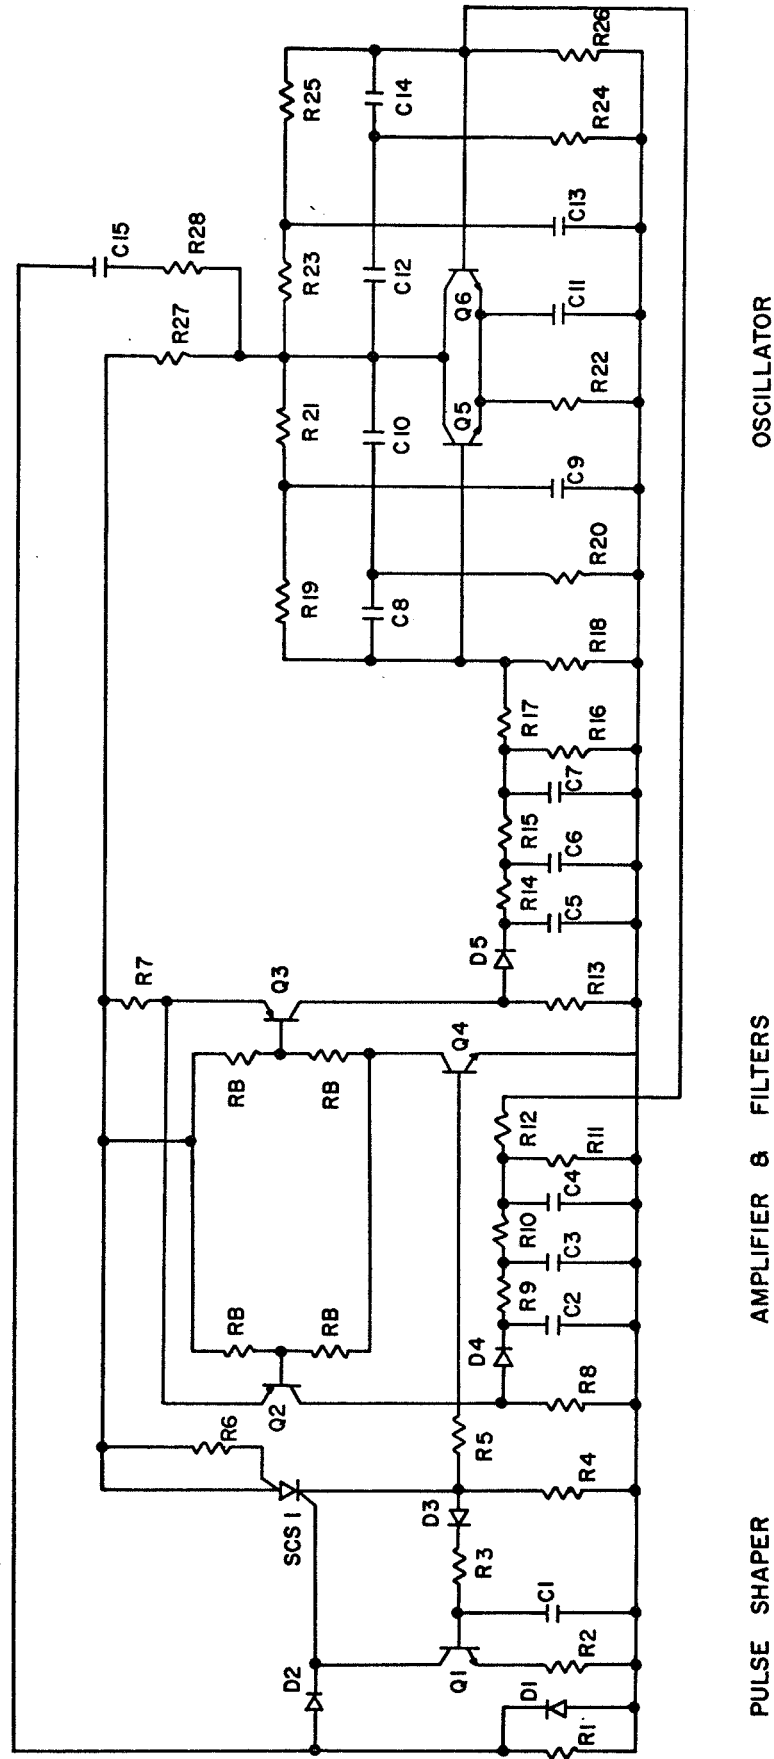 C15
R28
R27
R25
R26
R23
R21
R19
C14
C12
C10
C8
R24
C13
Q6
C11
Q5
R22
C9
R20
R18
R17
R16
C7
R15
C6
R14
C5
D5
R13
R7
Q3
RB
RB
Q4
R12
R11
C4
R10
C3
R9
C2
D4
R8
RB
RB
Q2
R6
SCS1
R5
R4
D3
R3
C1
Q1
R2
D2
D1
R1
PULSE SHAPER
AMPLIFIER & FILTERS
OSCILLATOR